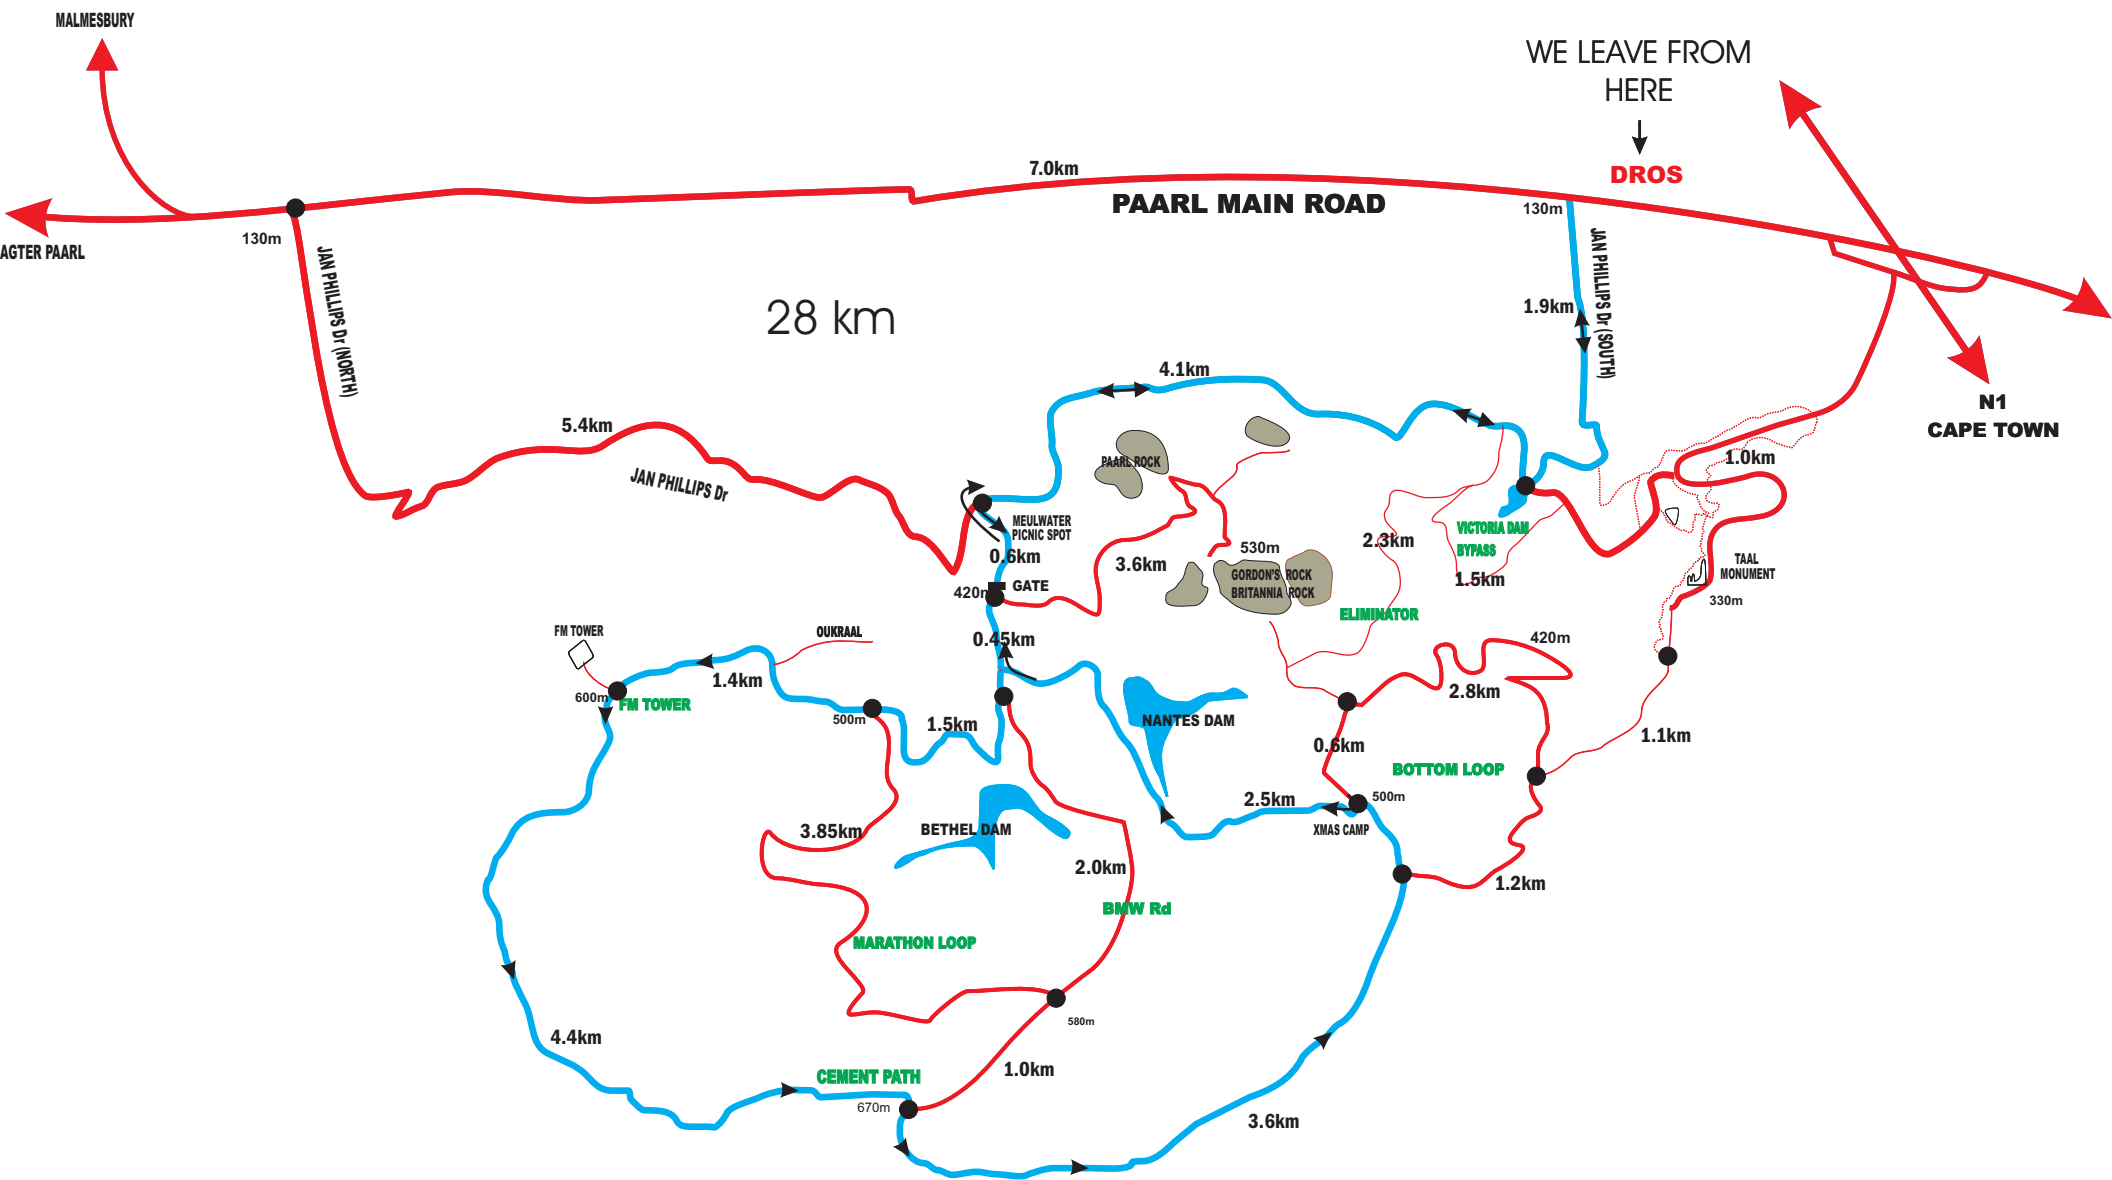 MALMESBURY
WE LEAVE FROM
HERE
DROS
7.0km
PAARL MAIN ROAD
130m
130m
AGTER PAARL
JAN PHILLIPS Dr (NORTH)
JAN PHILLIPS Dr (SOUTH)
28 km
1.9km
4.1km
N1
CAPE TOWN
5.4km
JAN PHILLIPS Dr
PAARL ROCK
1.0km
MEULWATER
PICNIC SPOT
0.6km
GATE
420m
3.6km
530m
GORDON'S ROCK
BRITANNIA ROCK
2.3km
VICTORIA DAM
BYPASS
1.5km
TAAL
MONUMENT
330m
ELIMINATOR
FM TOWER
OUKRAAL
0.45km
420m
1.4km
600m
FM TOWER
500m
1.5km
NANTES DAM
2.8km
0.6km
1.1km
BOTTOM LOOP
2.5km
500m
XMAS CAMP
3.85km
BETHEL DAM
2.0km
1.2km
BMW Rd
MARATHON LOOP
580m
4.4km
1.0km
CEMENT PATH
670m
3.6km